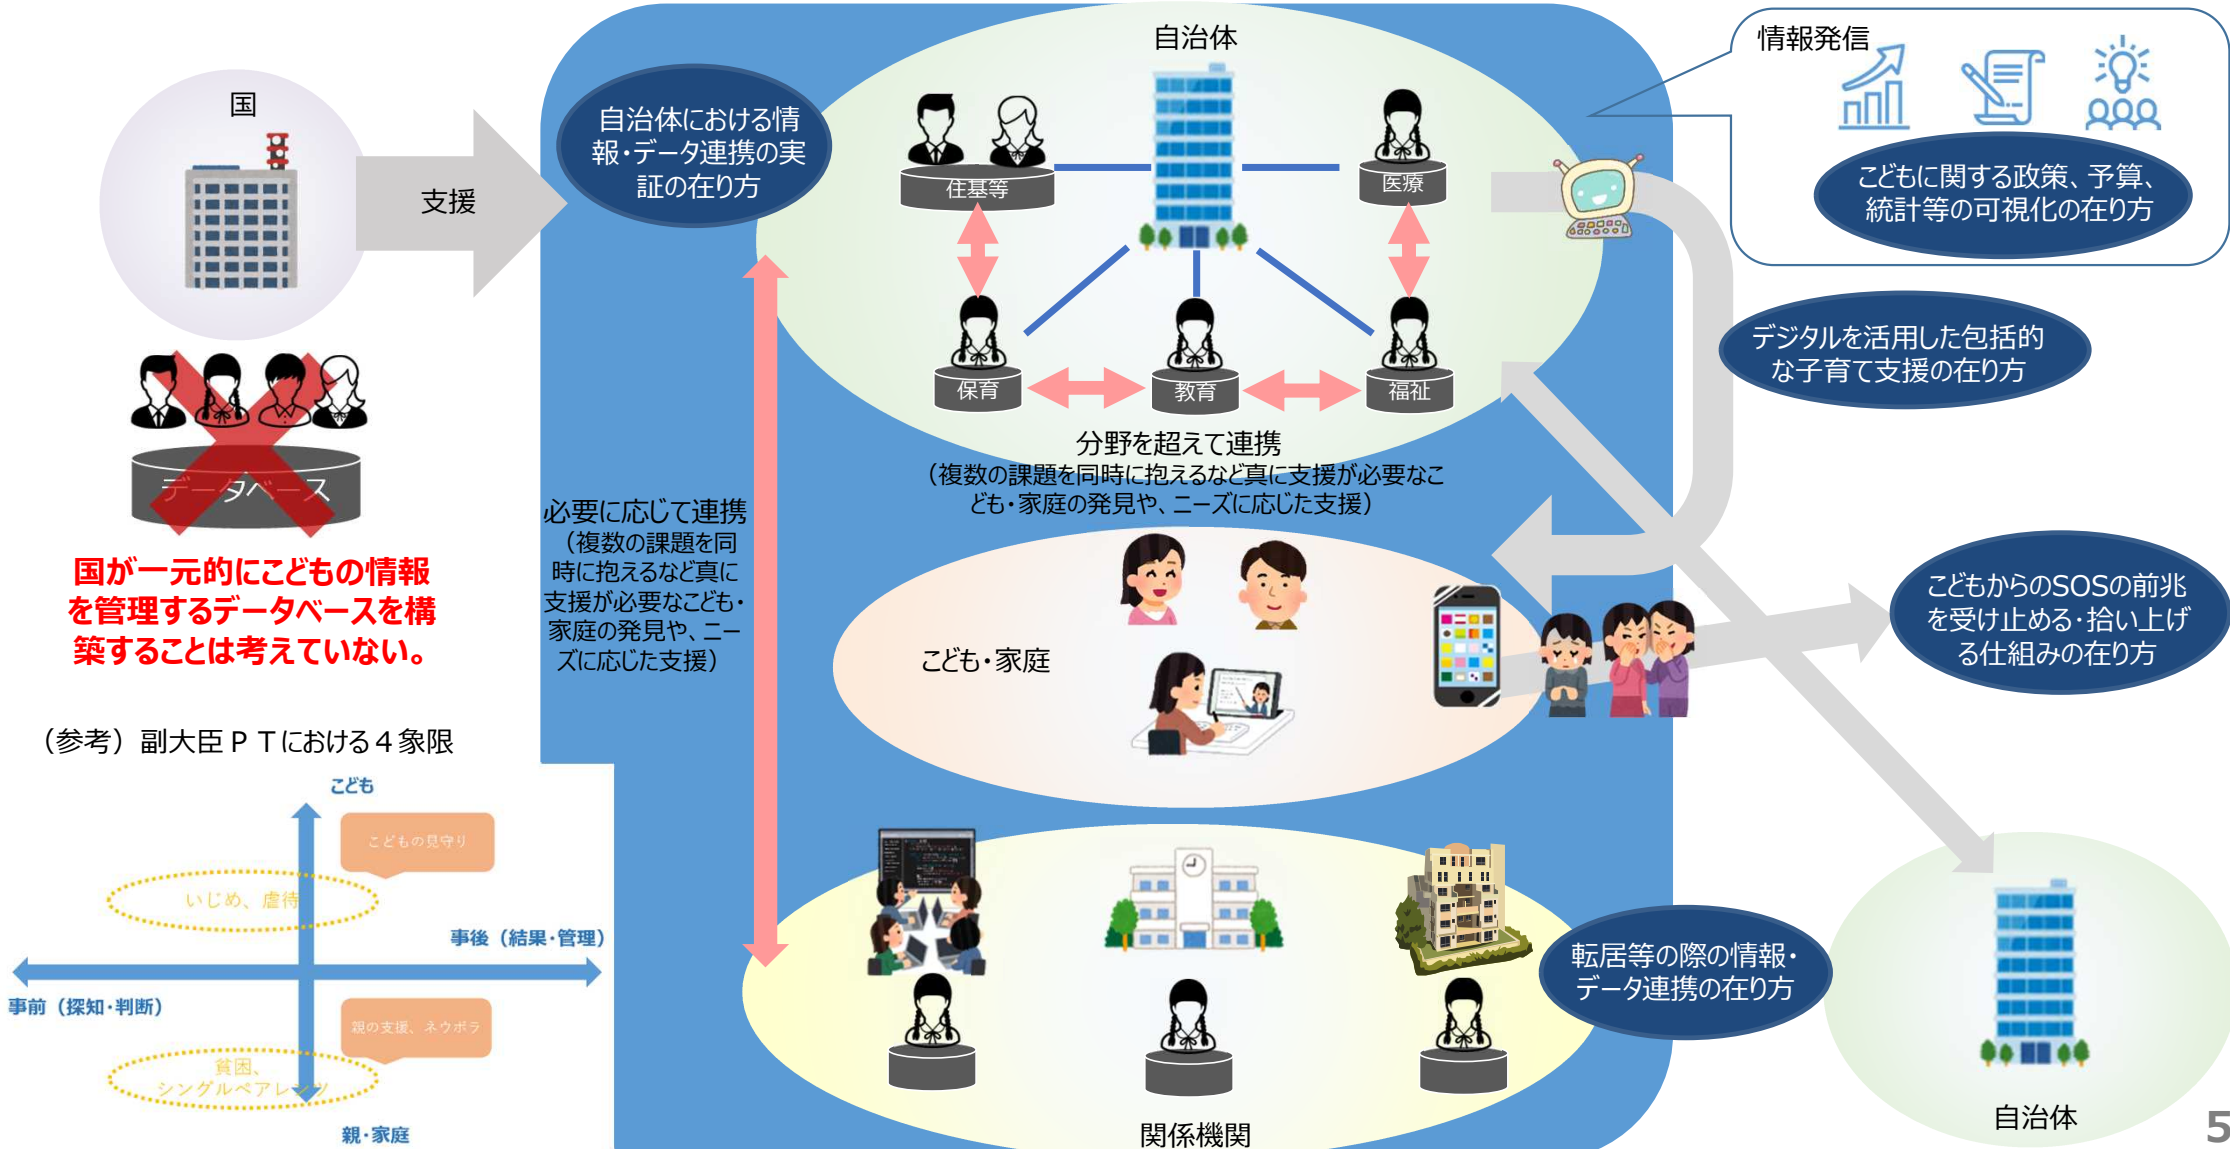 国
支援
データベース
国が一元的にこどもの情報
を管理するデータベースを構
築することは考えていない。
自治体における情
報・データ連携の実
証の在り方
自治体
住基等
医療
保育
教育
福祉
分野を超えて連携
（複数の課題を同時に抱えるなど真に支援が必要なこ
ども・家庭の発見や、ニーズに応じた支援）
必要に応じて連携
（複数の課題を同
時に抱えるなど真に
支援が必要なこども・
家庭の発見や、ニー
ズに応じた支援）
こども・家庭
関係機関
情報発信
こどもに関する政策、予算、
統計等の可視化の在り方
デジタルを活用した包括的
な子育て支援の在り方
こどもからのSOSの前兆
を受け止める・拾い上げ
る仕組みの在り方
転居等の際の情報・
データ連携の在り方
自治体
（参考）副大臣ＰＴにおける４象限
こども
こどもの見守り
いじめ、虐待
事後（結果・管理）
事前（探知・判断）
親の支援、ネウボラ
貧困、
シングルペアレンツ
親・家庭
5